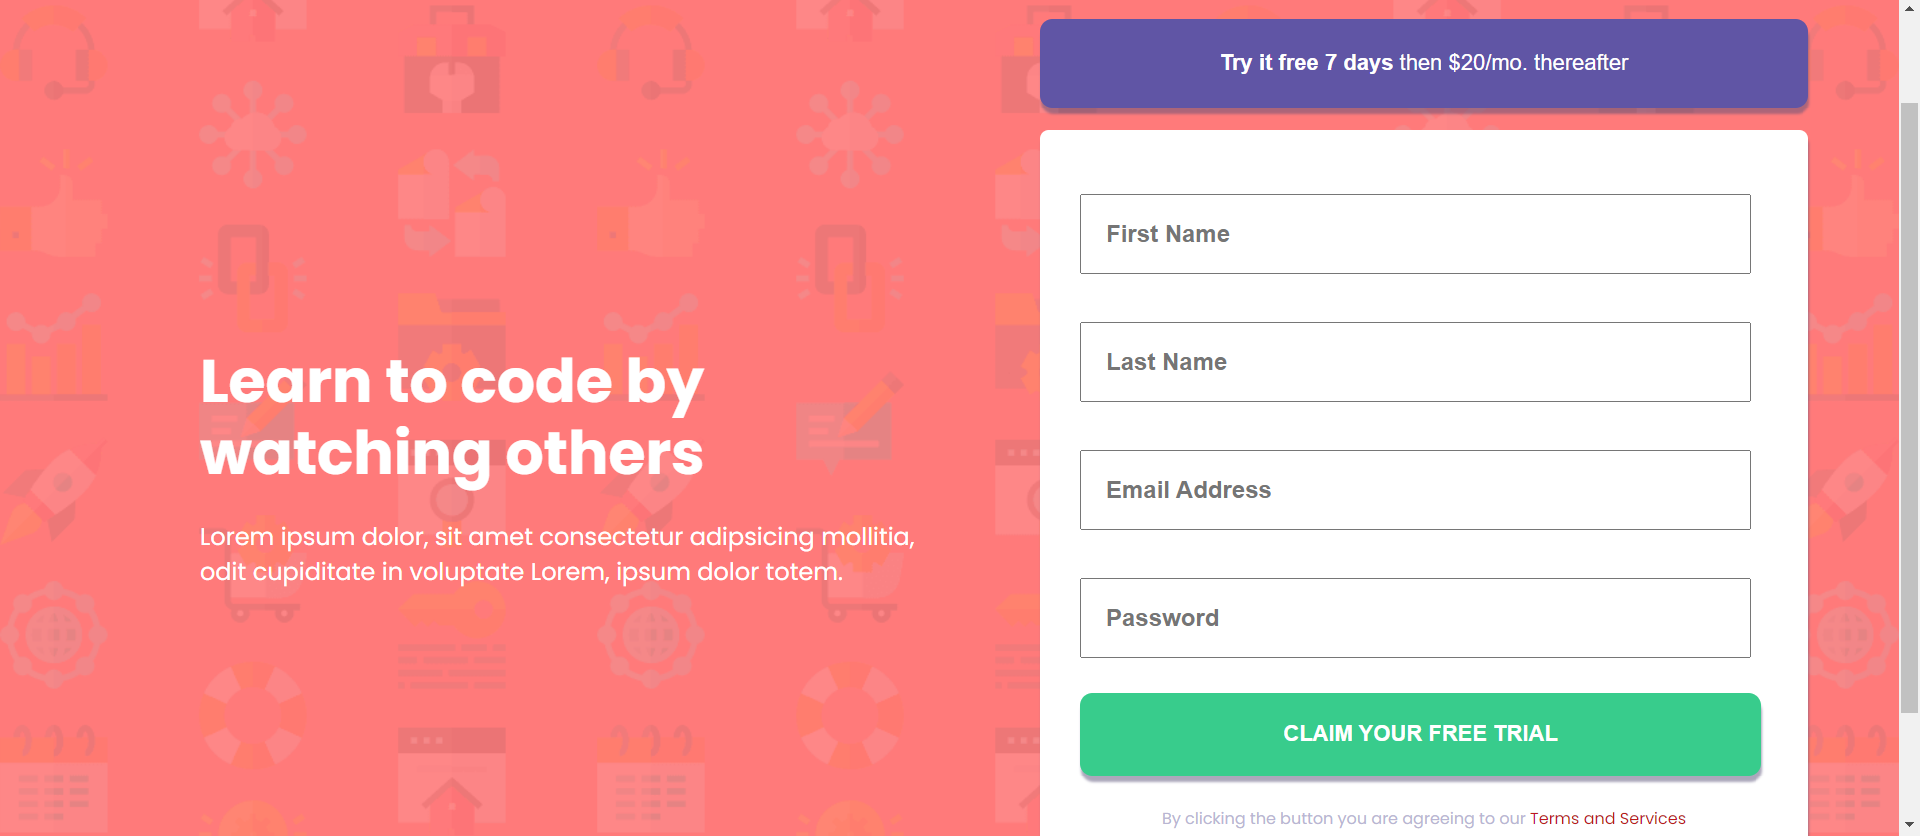 Try it free 7 days then $20/mo. thereafter
Learn to code by
watching others
Lorem ipsum dolor, sit amet consectetur adipsicing mollitia,
odit cupiditate in voluptate Lorem, ipsum dolor totem.
First Name
Last Name
Email Address
Password
CLAIM YOUR FREE TRIAL
By clicking the button you are agreeing to our Terms and Services